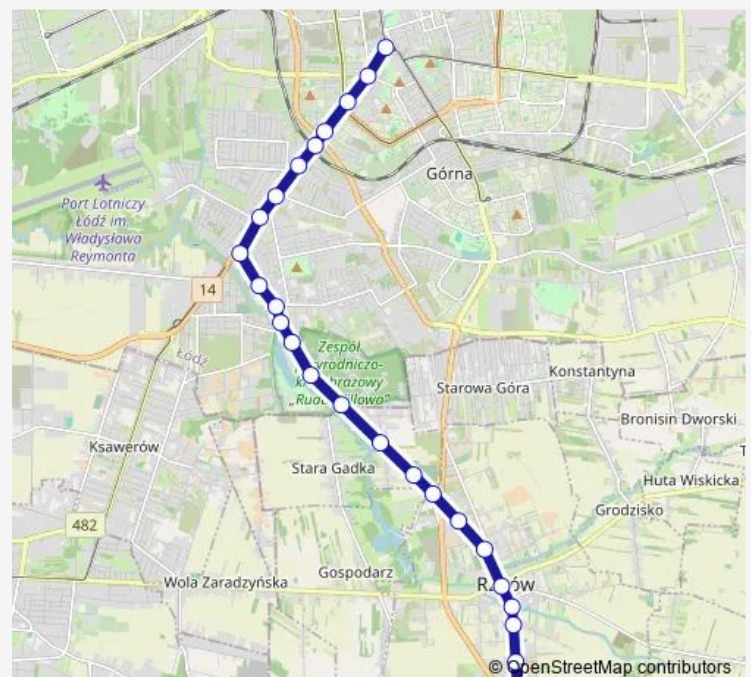 Górna
Port Lotniczy
Łódź im.
Władysława
Reymonta
14
Łódź
Zespół
Konstantyna
Starowa Góra
Bronisin Dworski
Ksawerów
Stara Gadka
Huta Wiskicka
Grodzisko
482
Gospodarz
Wola Zaradzyńska
© OpenStreetMap contributors